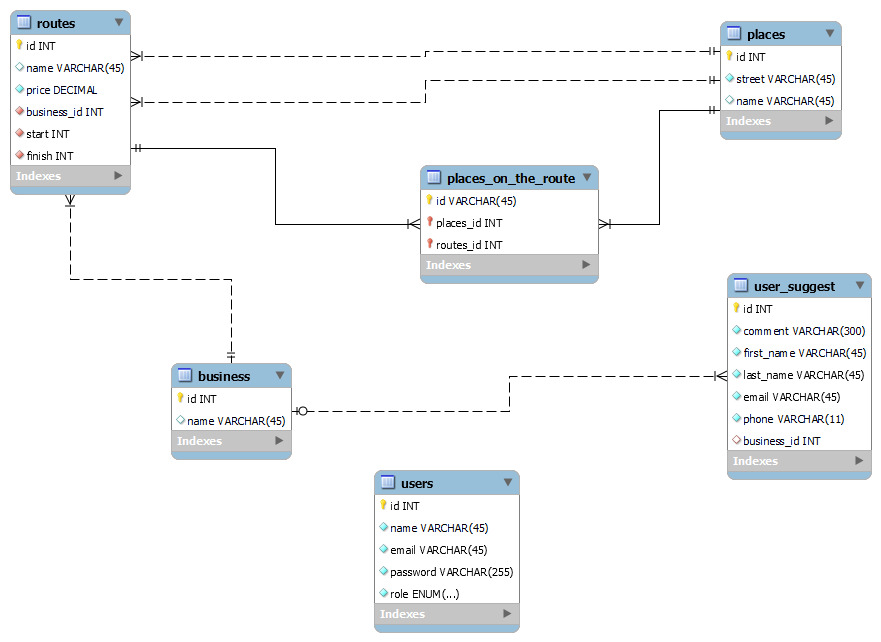 routes
id INT
name VARCHAR(45)
price DECIMAL
business_id INT
start INT
finish INT
Indexes
places
id INT
street VARCHAR(45)
name VARCHAR(45)
Indexes
places_on_the_route
id VARCHAR(45)
places_id INT
routes_id INT
Indexes
user_suggest
id INT
comment VARCHAR(300)
first_name VARCHAR(45)
last_name VARCHAR(45)
email VARCHAR(45)
phone VARCHAR(11)
business_id INT
Indexes
business
id INT
name VARCHAR(45)
Indexes
users
id INT
name VARCHAR(45)
email VARCHAR(45)
password VARCHAR(255)
role ENUM(...)
Indexes